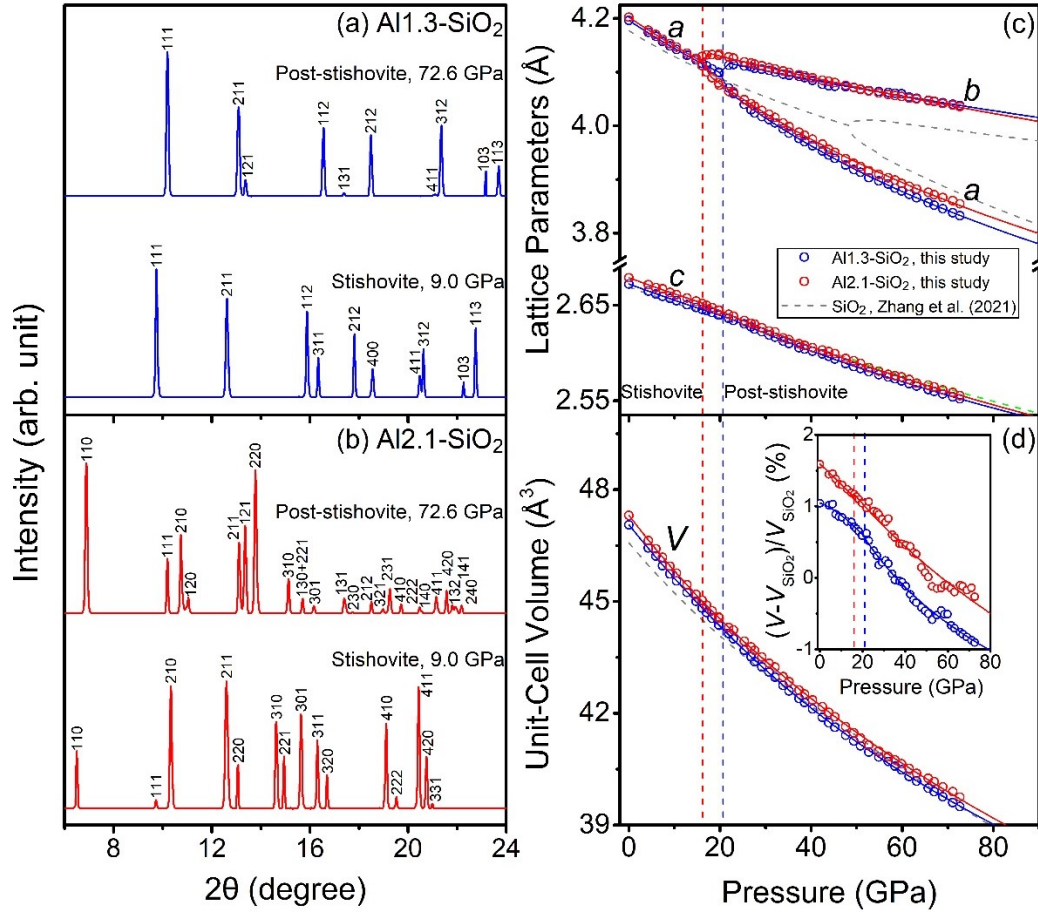 (a) Al1.3-SiO₂
Post-stishovite, 72.6 GPa
111
211
121
112
131
212
411
312
103
113
Stishovite, 9.0 GPa
111
211
112
311
212
400
411
312
103
113
(b) Al2.1-SiO₂
Post-stishovite, 72.6 GPa
110
111
210
120
211
121
220
310
130+221
301
131
230
212
321
231
410
222
140
411
420
132
240
141
Stishovite, 9.0 GPa
110
111
210
211
220
310
221
301
311
320
410
222
411
420
331
8 12 16 20 24
2θ (degree)
Intensity (arb. unit)
(c)
4.2
4.0
3.8
2.65
2.55
Lattice Parameters (Å)
a
b
a
c
Al1.3-SiO₂, this study
Al2.1-SiO₂, this study
SiO₂, Zhang et al. (2021)
Stishovite
Post-stishovite
(d)
48
45
42
39
Unit-Cell Volume (Å³)
V
0 20 40 60 80
Pressure (GPa)
2
1
0
-1
(V-V_SiO₂)/V_SiO₂ (%)
0 20 40 60 80
Pressure (GPa)